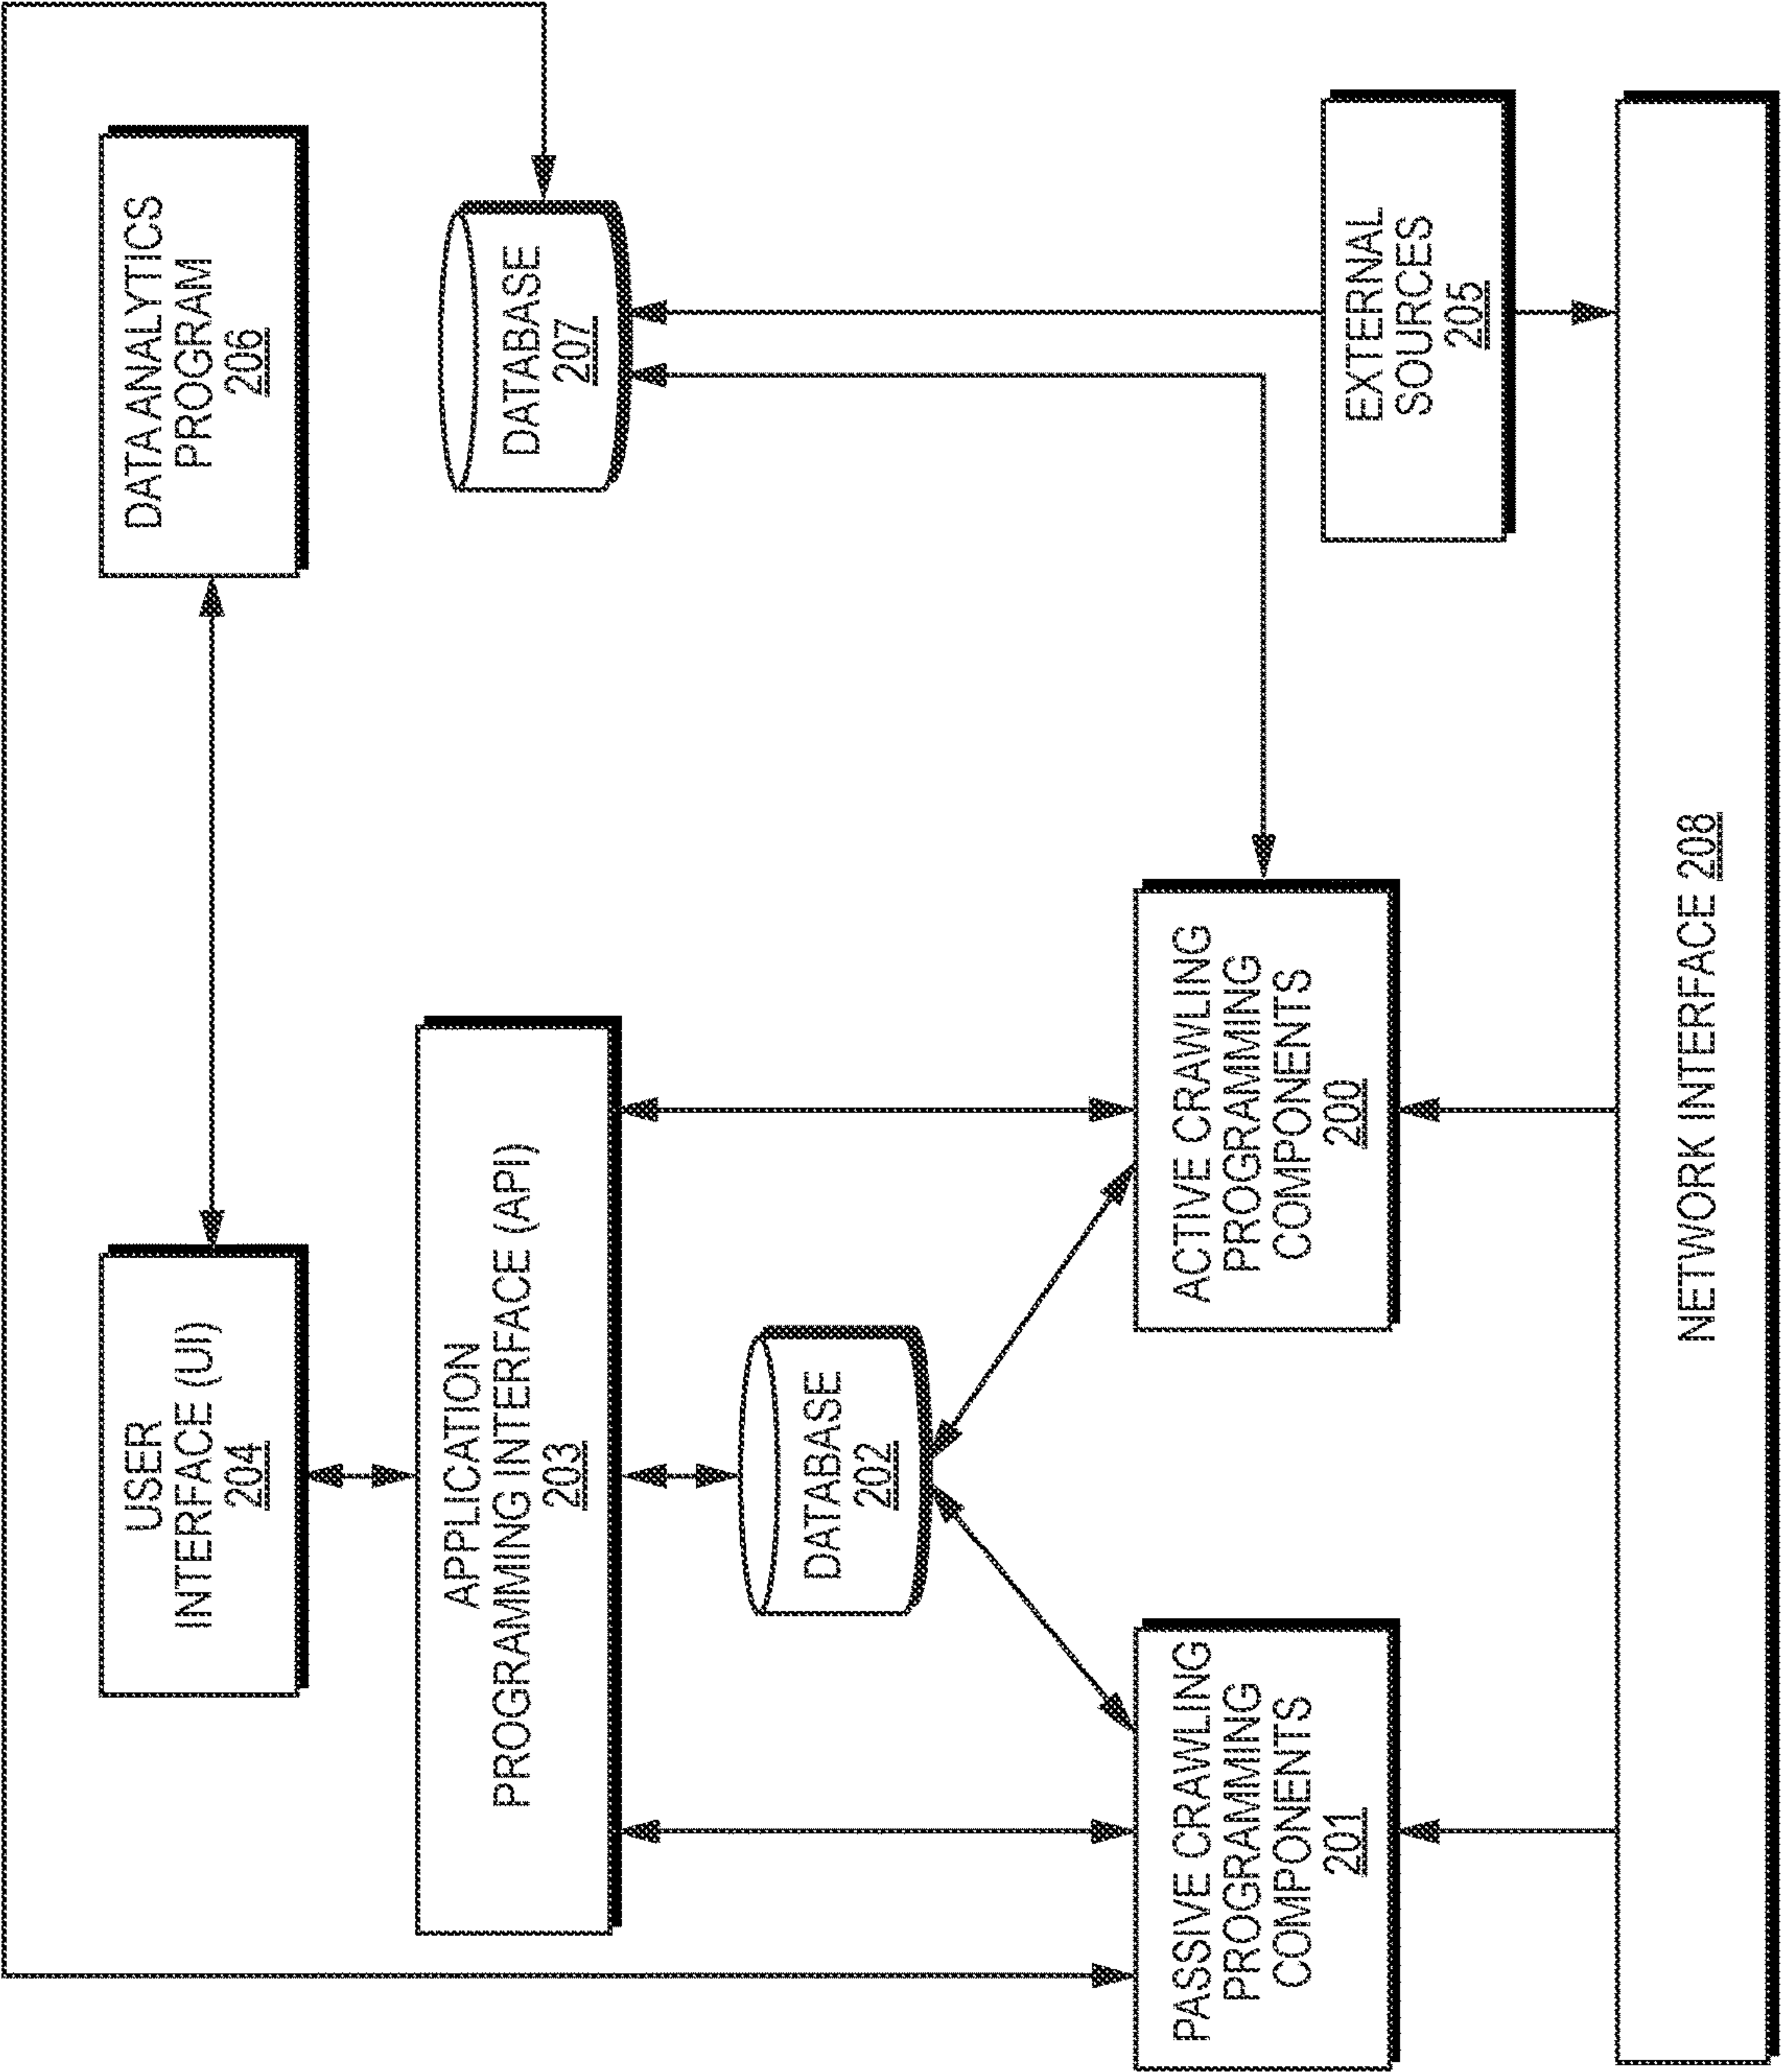 USER
INTERFACE (UI)
204
DATA ANALYTICS
PROGRAM
206
APPLICATION
PROGRAMMING INTERFACE (API)
203
DATABASE
207
DATABASE
202
PASSIVE CRAWLING
PROGRAMMING
COMPONENTS
201
ACTIVE CRAWLING
PROGRAMMING
COMPONENTS
200
EXTERNAL
SOURCES
205
NETWORK INTERFACE 208